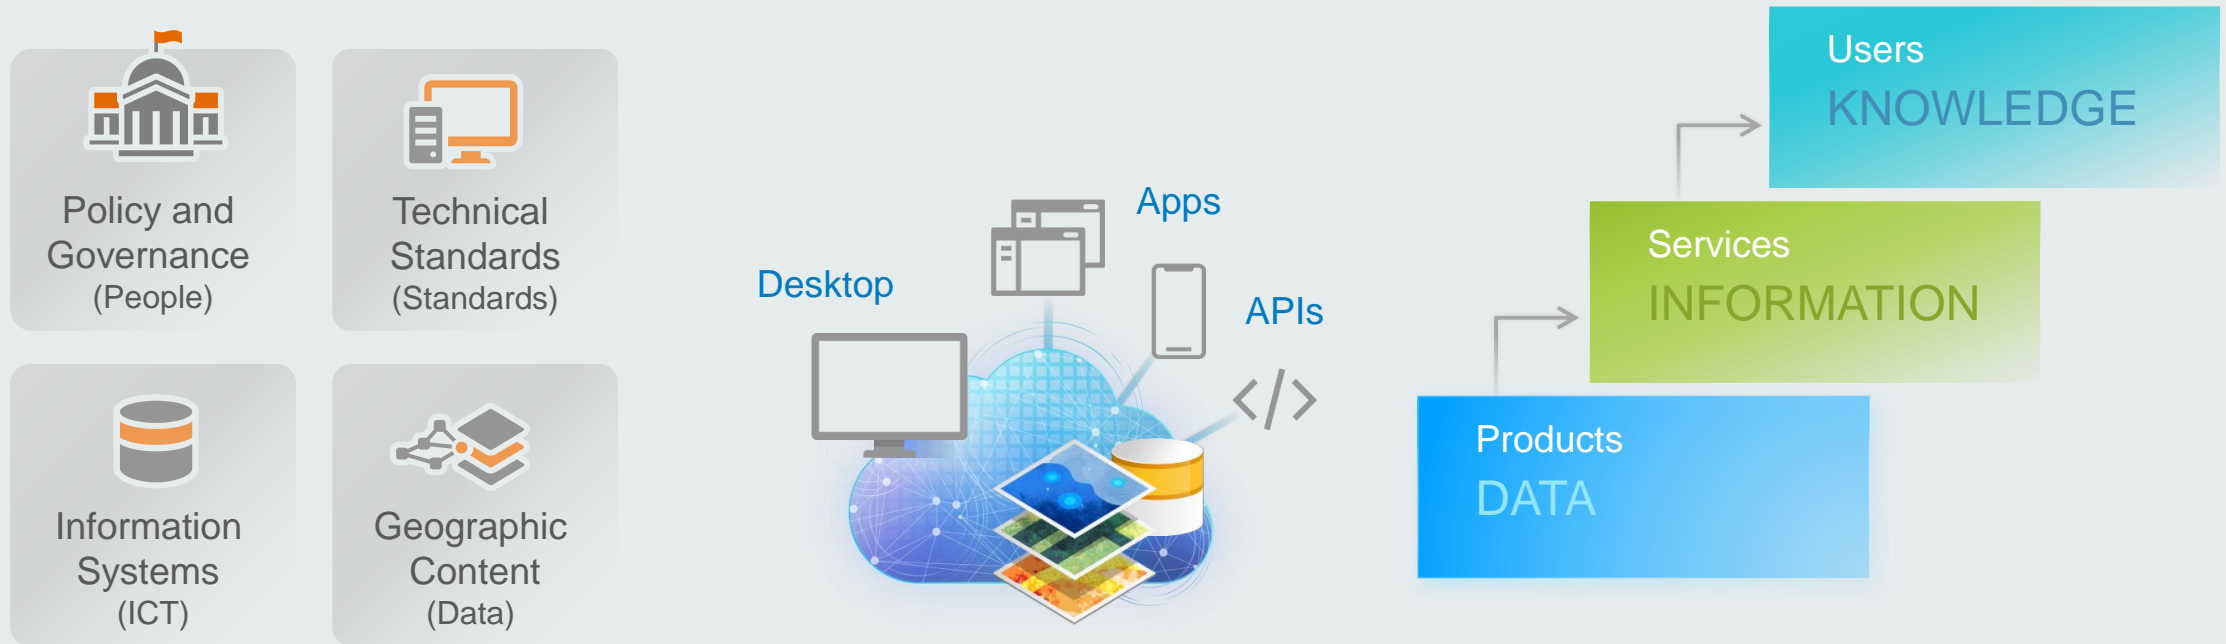 Policy and
Governance
(People)
Technical
Standards
(Standards)
Information
Systems
(ICT)
Geographic
Content
(Data)
Desktop
Apps
APIs
</>
Users
KNOWLEDGE
Services
INFORMATION
Products
DATA